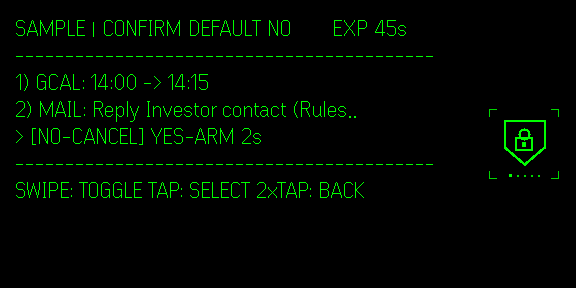 SAMPLE | CONFIRM DEFAULT NO EXP 45s
------------------------------------------
1) GCAL: 14:00 -> 14:15
2) MAIL: Reply Investor contact (Rules..
> [NO-CANCEL] YES-ARM 2s
------------------------------------------
SWIPE: TOGGLE TAP: SELECT 2xTAP: BACK